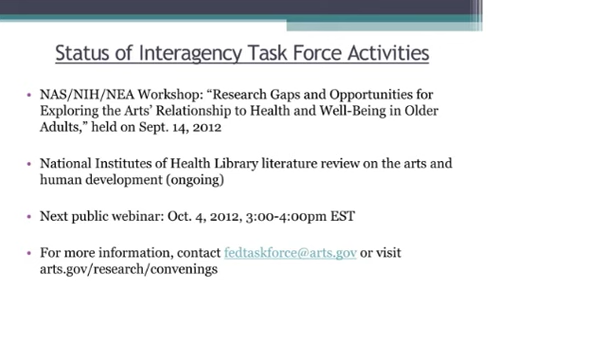 Status of Interagency Task Force Activities
• NAS/NIH/NEA Workshop: “Research Gaps and Opportunities for
Exploring the Arts’ Relationship to Health and Well-Being in Older
Adults,” held on Sept. 14, 2012
• National Institutes of Health Library literature review on the arts and
human development (ongoing)
• Next public webinar: Oct. 4, 2012, 3:00-4:00pm EST
• For more information, contact fedtaskforce@arts.gov or visit
arts.gov/research/convenings